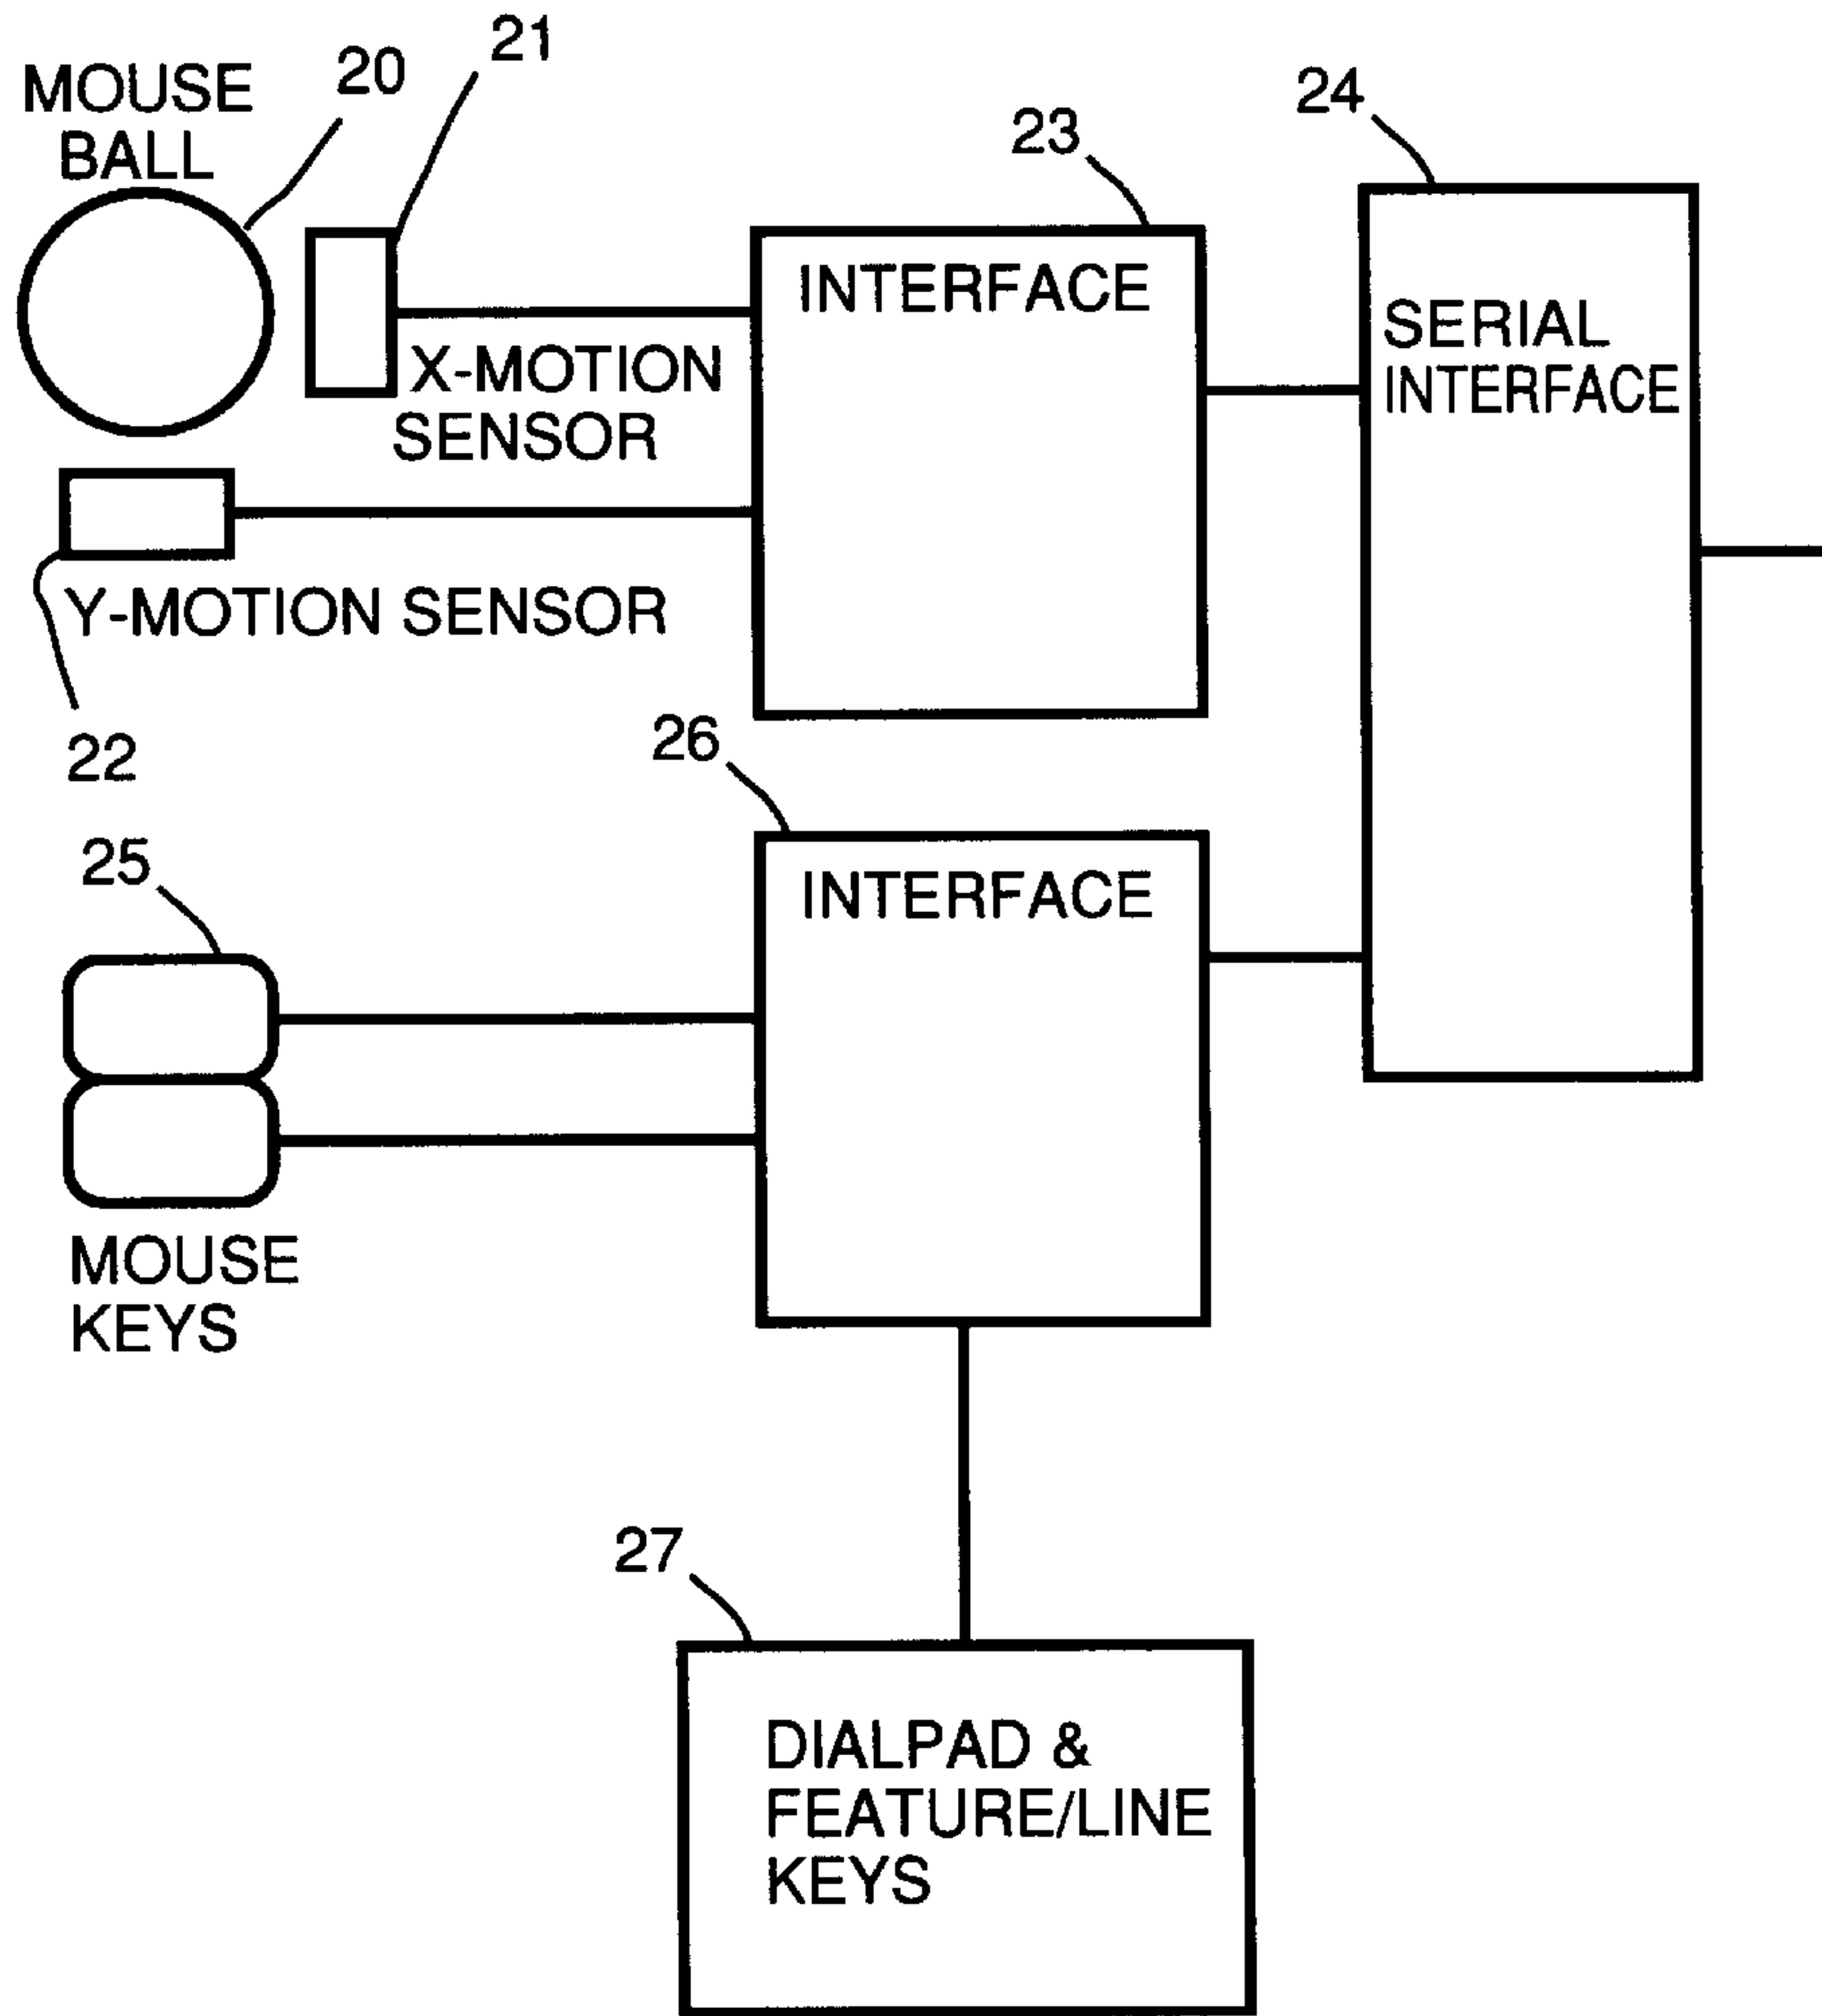 21
20
MOUSE
BALL
24
23
INTERFACE
SERIAL
INTERFACE
X-MOTION
SENSOR
Y-MOTION SENSOR
22
26
25
INTERFACE
MOUSE
KEYS
27
DIALPAD &
FEATURE/LINE
KEYS